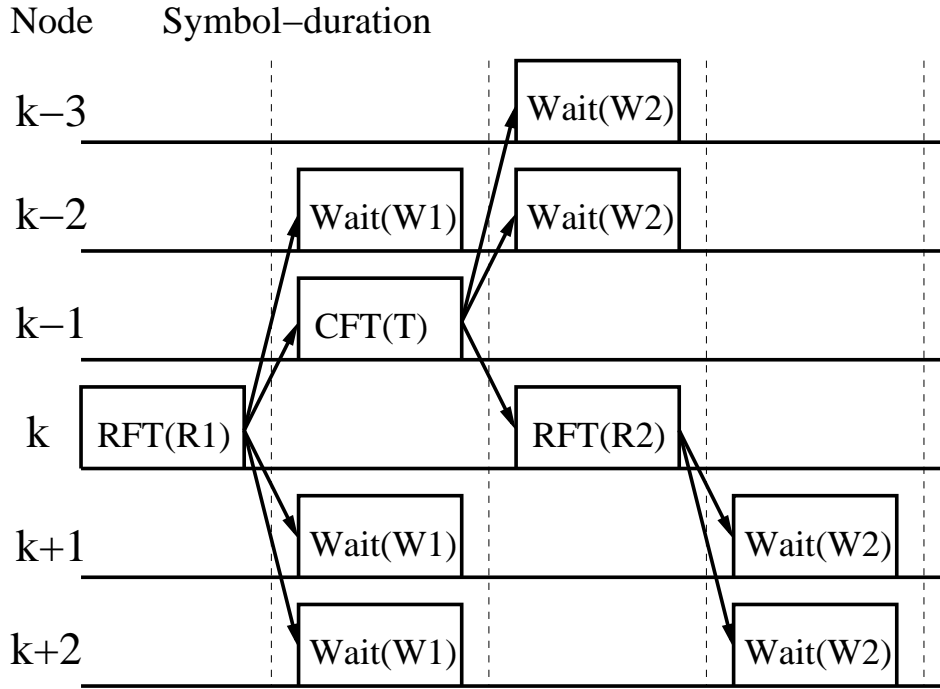 Node Symbol−duration
k−3 Wait(W2)
k−2 Wait(W1) Wait(W2)
k−1 CFT(T)
k RFT(R1) RFT(R2)
k+1 Wait(W1) Wait(W2)
k+2 Wait(W1) Wait(W2)